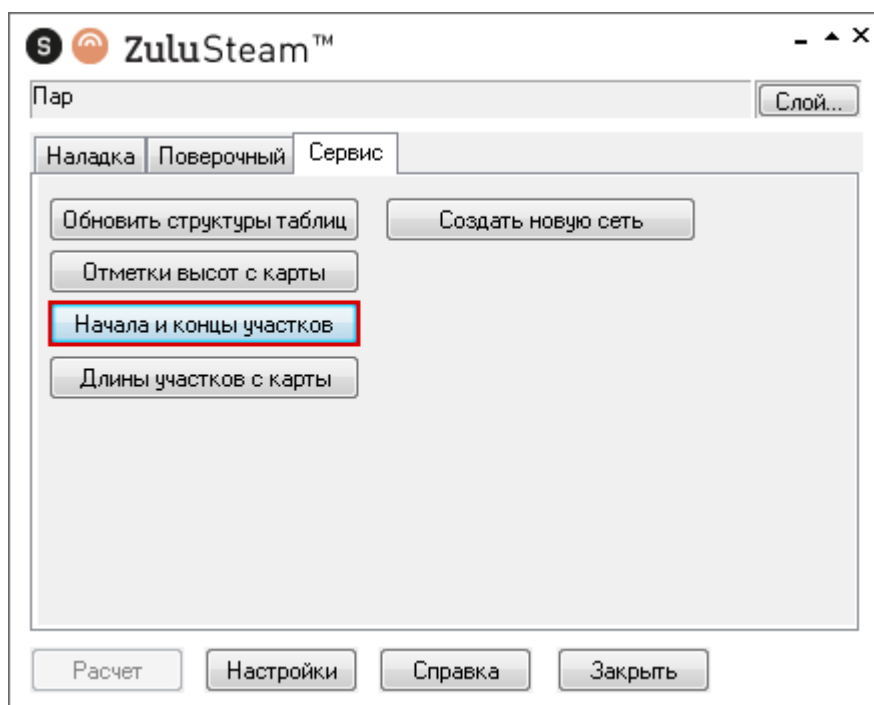 S ZuluSteam™
Пар
Слой...
Наладка Поверочный Сервис
Обновить структуры таблиц Создать новую сеть
Отметки высот с карты
Начала и концы участков
Длины участков с карты
Расчет Настройки Справка Закрыть